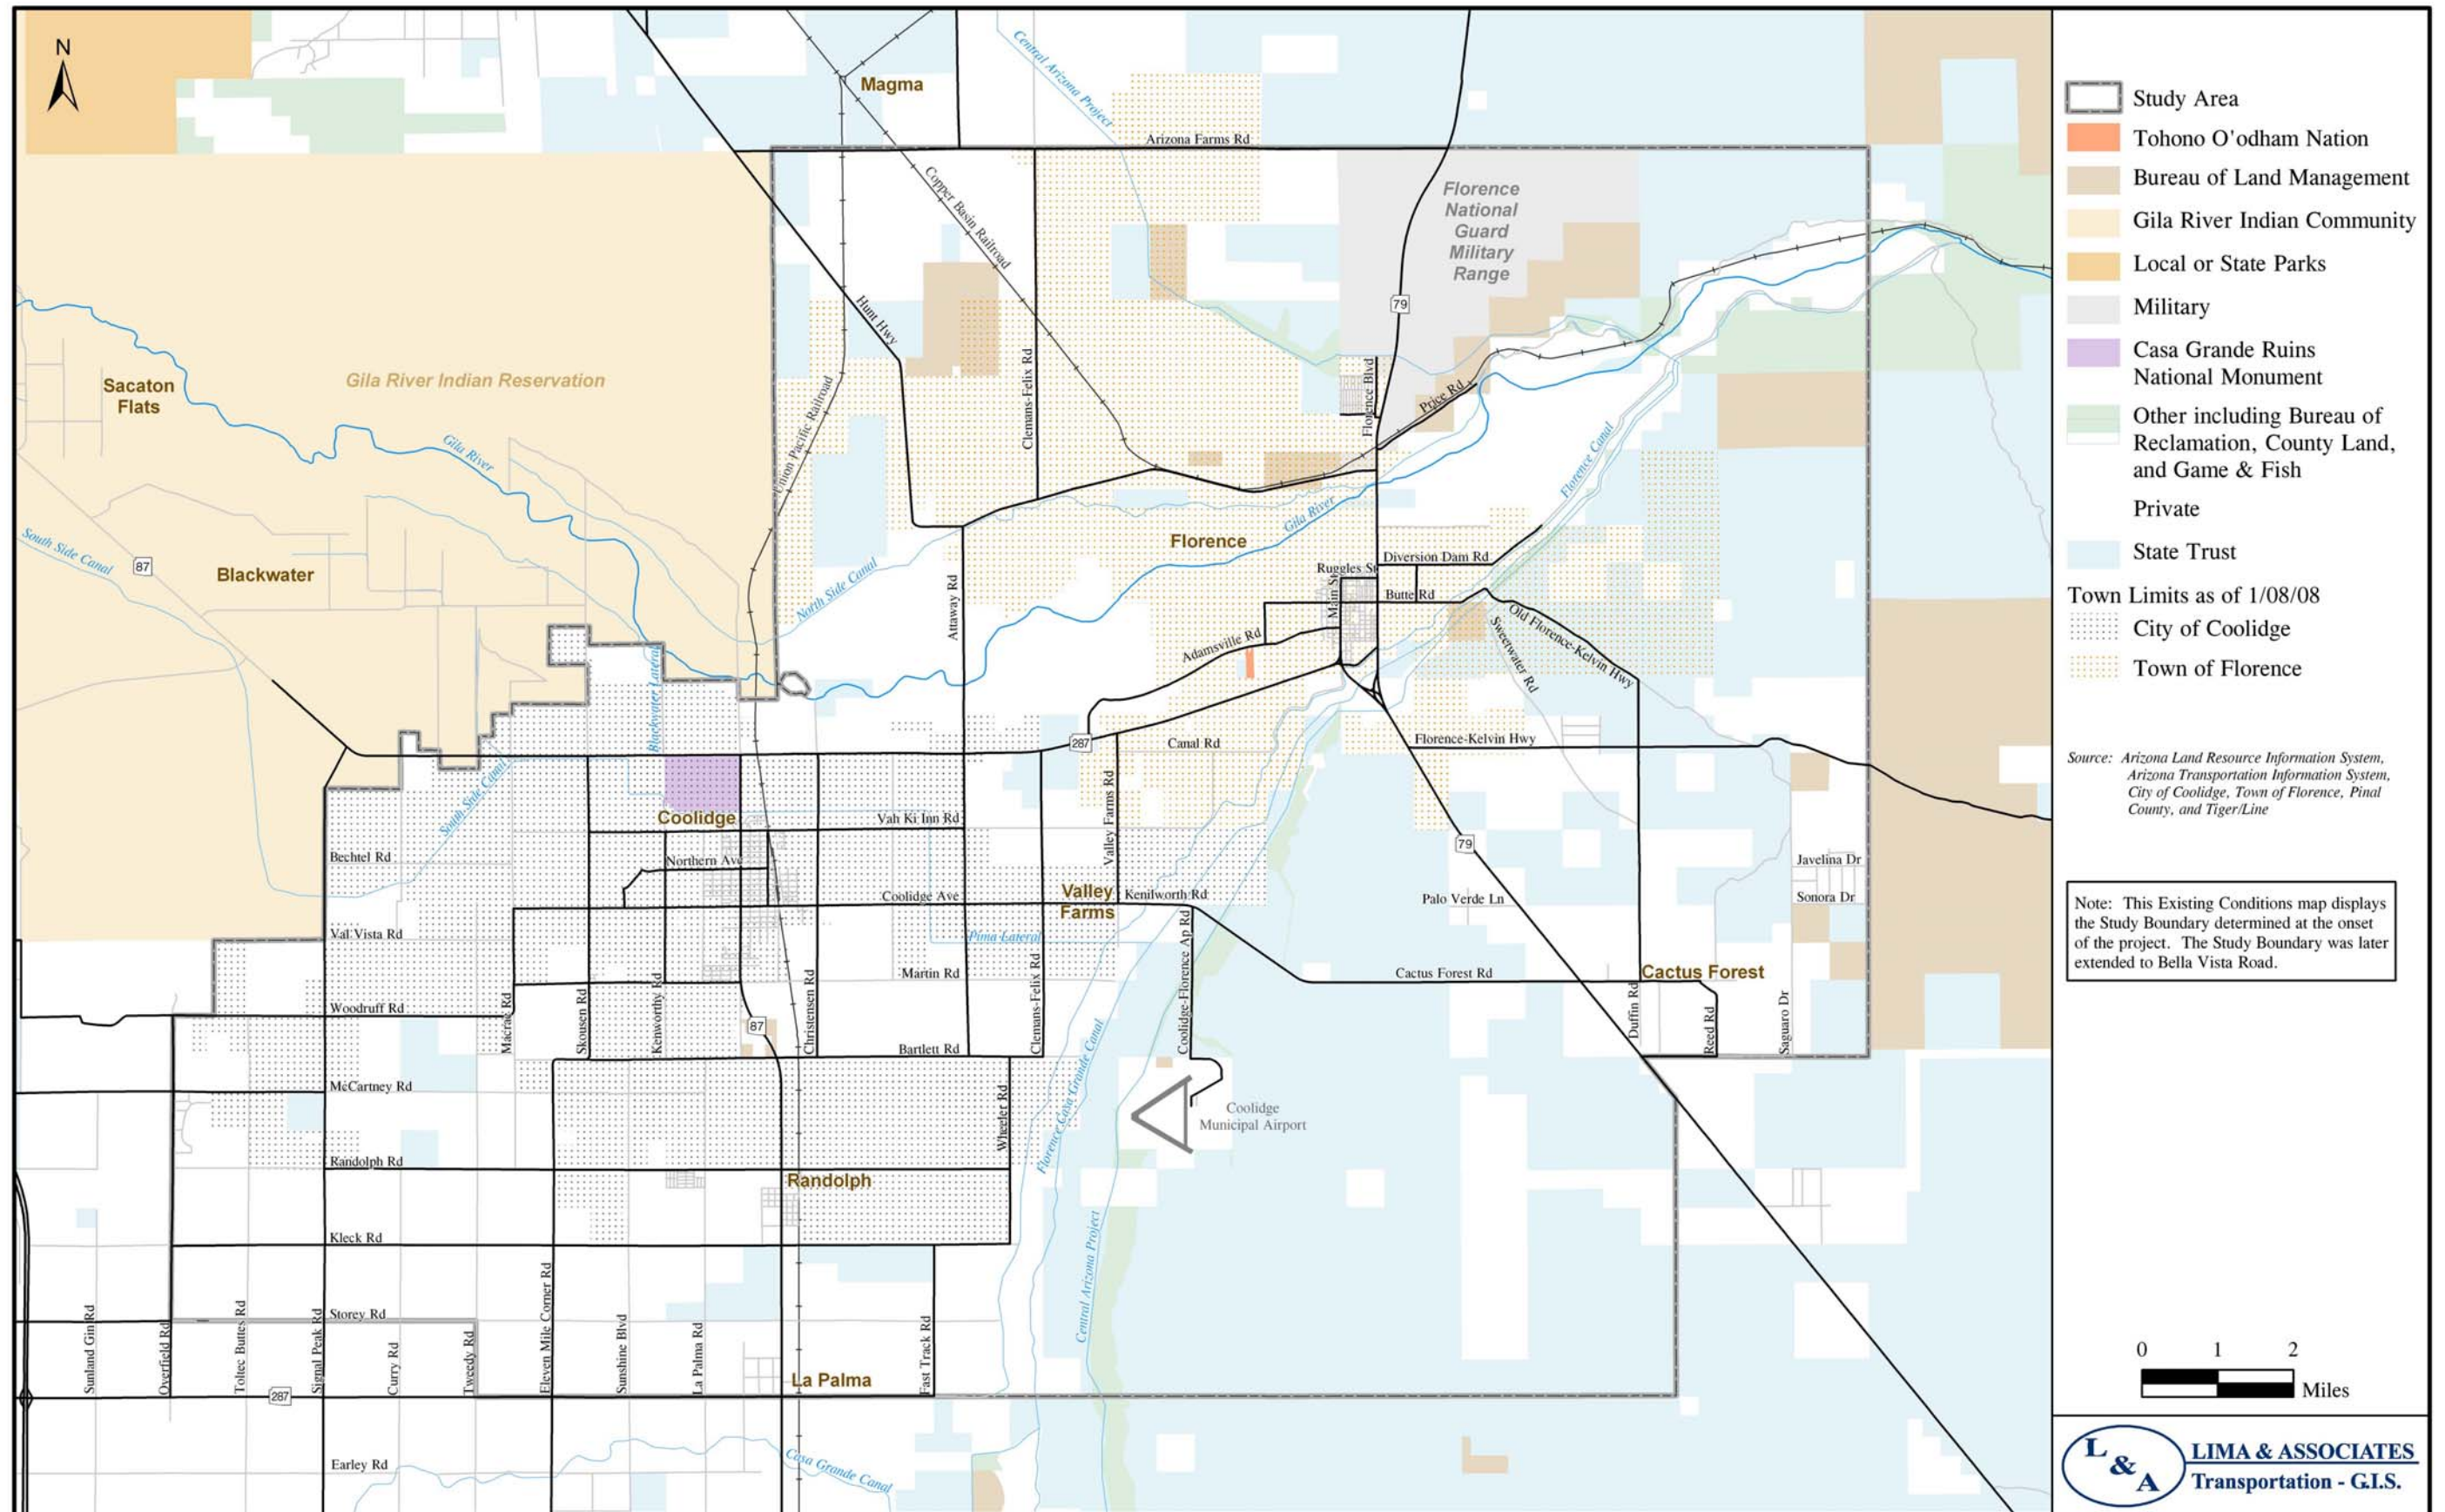 N
Magma
Central Arizona Project
Arizona Farms Rd
Copper Basin Railroad
Florence
National
Guard
Military
Range
79
Hunt Hwy
Clemans-Felix Rd
Union Pacific Railroad
Florence Blvd
Price Rd
Sacaton
Flats
Gila River Indian Reservation
Gila River
South Side Canal
87
Blackwater
North Side Canal
Attaway Rd
Florence
Gila River
Florence Canal
Diversion Dam Rd
Ruggles St
Main St
Butte Rd
Adamsville Rd
Old Florence-Kelvin Hwy
Sweetwater Rd
Blackwater Lateral
287
Canal Rd
Florence-Kelvin Hwy
South Side Canal
Coolidge
Vah Ki Inn Rd
Valley Farms Rd
79
Bechtel Rd
Northern Ave
Javelina Dr
Coolidge Ave
Valley
Farms
Kenilworth Rd
Palo Verde Ln
Sonora Dr
Val Vista Rd
Pima Lateral
Martin Rd
Coolidge-Florence Ap Rd
Cactus Forest Rd
Cactus Forest
Woodruff Rd
Macrae Rd
Skousen Rd
Kenworthy Rd
87
Christensen Rd
Clemans-Felix Rd
Duffin Rd
Reed Rd
Saguaro Dr
Bartlett Rd
McCartney Rd
Wheeler Rd
Florence Casa Grande Canal
Coolidge
Municipal Airport
Randolph Rd
Randolph
Kleck Rd
Central Arizona Project
Storey Rd
Sunland Gin Rd
Overfield Rd
Toltec Buttes Rd
Signal Peak Rd
Curry Rd
Tweedy Rd
Eleven Mile Corner Rd
Sunshine Blvd
La Palma Rd
Fast Track Rd
La Palma
287
Earley Rd
Casa Grande Canal
Study Area
Tohono O'odham Nation
Bureau of Land Management
Gila River Indian Community
Local or State Parks
Military
Casa Grande Ruins
National Monument
Other including Bureau of
Reclamation, County Land,
and Game & Fish
Private
State Trust
Town Limits as of 1/08/08
City of Coolidge
Town of Florence
Source: Arizona Land Resource Information System,
Arizona Transportation Information System,
City of Coolidge, Town of Florence, Pinal
County, and Tiger/Line
Note: This Existing Conditions map displays
the Study Boundary determined at the onset
of the project. The Study Boundary was later
extended to Bella Vista Road.
0 1 2
Miles
L & A
LIMA & ASSOCIATES
Transportation - G.I.S.